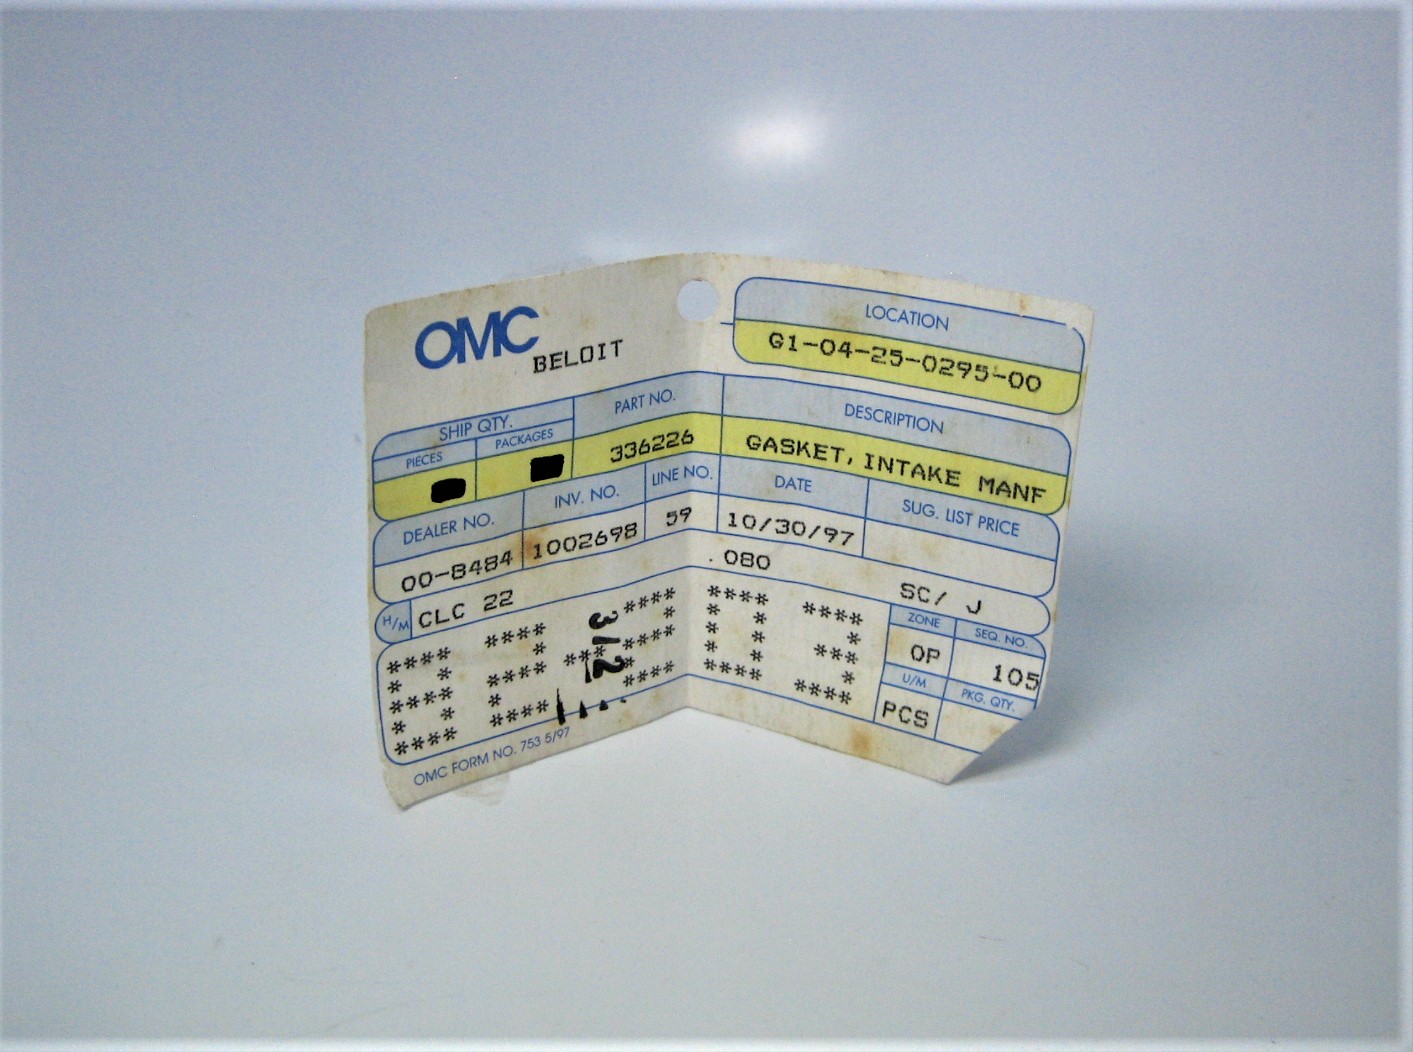 OMC
BELOIT
LOCATION
G1-04-25-0295-00
SHIP QTY.
PIECES PACKAGES
PART NO.
DESCRIPTION
336226
GASKET, INTAKE MANF
DEALER NO. INV. NO. LINE NO. DATE SUG. LIST PRICE
00-8484 1002698 59 10/30/97
.080
H/M CLC 22
SC/ J
ZONE SEQ. NO.
OP 105
U/M PKG. QTY.
PCS
312
OMC FORM NO. 753 5/97